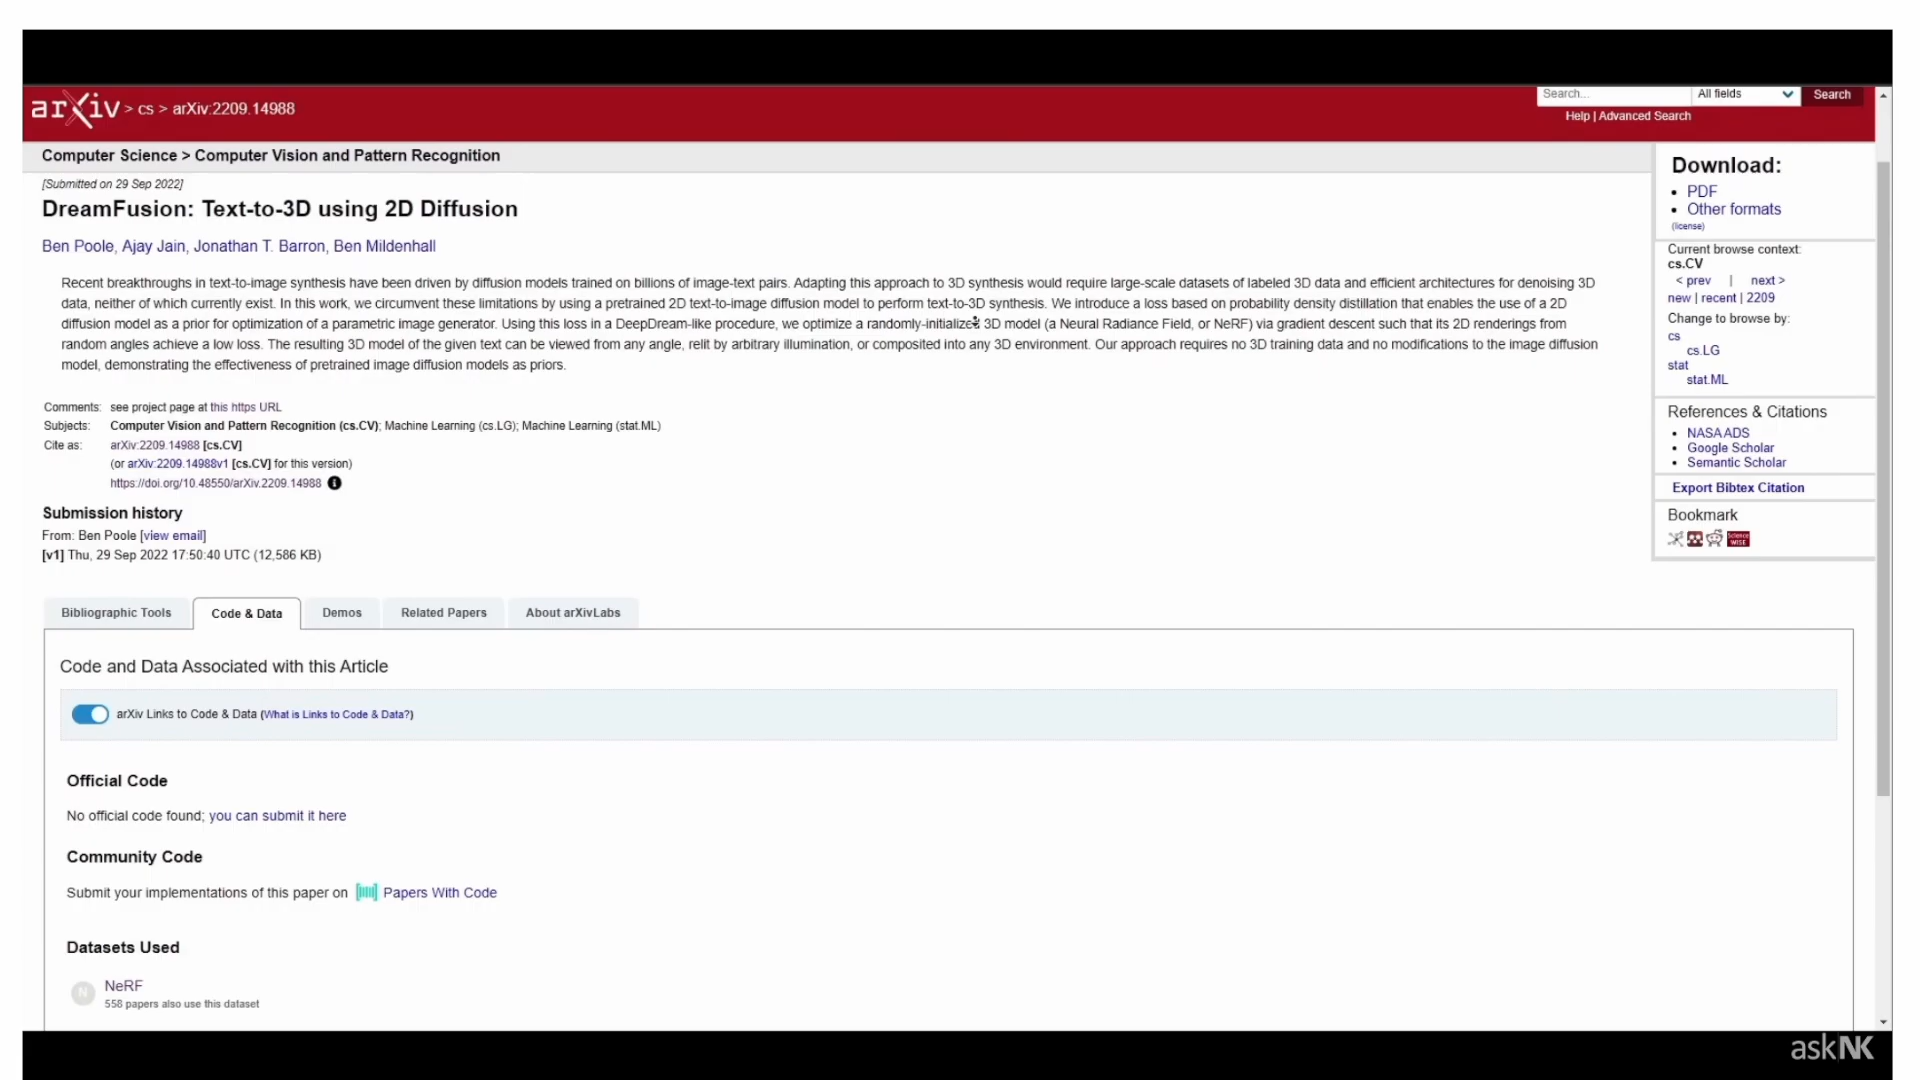 arXiv > cs > arXiv:2209.14988
Search...
All fields
Search
Help | Advanced Search
Computer Science > Computer Vision and Pattern Recognition
[Submitted on 29 Sep 2022]
DreamFusion: Text-to-3D using 2D Diffusion
Ben Poole, Ajay Jain, Jonathan T. Barron, Ben Mildenhall
Recent breakthroughs in text-to-image synthesis have been driven by diffusion models trained on billions of image-text pairs. Adapting this approach to 3D synthesis would require large-scale datasets of labeled 3D data and efficient architectures for denoising 3D
data, neither of which currently exist. In this work, we circumvent these limitations by using a pretrained 2D text-to-image diffusion model to perform text-to-3D synthesis. We introduce a loss based on probability density distillation that enables the use of a 2D
diffusion model as a prior for optimization of a parametric image generator. Using this loss in a DeepDream-like procedure, we optimize a randomly-initialized 3D model (a Neural Radiance Field, or NeRF) via gradient descent such that its 2D renderings from
random angles achieve a low loss. The resulting 3D model of the given text can be viewed from any angle, relit by arbitrary illumination, or composited into any 3D environment. Our approach requires no 3D training data and no modifications to the image diffusion
model, demonstrating the effectiveness of pretrained image diffusion models as priors.
Comments: see project page at this https URL
Subjects: Computer Vision and Pattern Recognition (cs.CV); Machine Learning (cs.LG); Machine Learning (stat.ML)
Cite as: arXiv:2209.14988 [cs.CV]
(or arXiv:2209.14988v1 [cs.CV] for this version)
https://doi.org/10.48550/arXiv.2209.14988
Submission history
From: Ben Poole [view email]
[v1] Thu, 29 Sep 2022 17:50:40 UTC (12,586 KB)
Download:
PDF
Other formats
(license)
Current browse context:
cs.CV
< prev | next >
new | recent | 2209
Change to browse by:
cs
cs.LG
stat
stat.ML
References & Citations
NASA ADS
Google Scholar
Semantic Scholar
Export Bibtex Citation
Bookmark
Science
WISE
Bibliographic Tools
Code & Data
Demos
Related Papers
About arXivLabs
Code and Data Associated with this Article
arXiv Links to Code & Data (What is Links to Code & Data?)
Official Code
No official code found; you can submit it here
Community Code
Submit your implementations of this paper on Papers With Code
Datasets Used
N
NeRF
558 papers also use this dataset
askNK